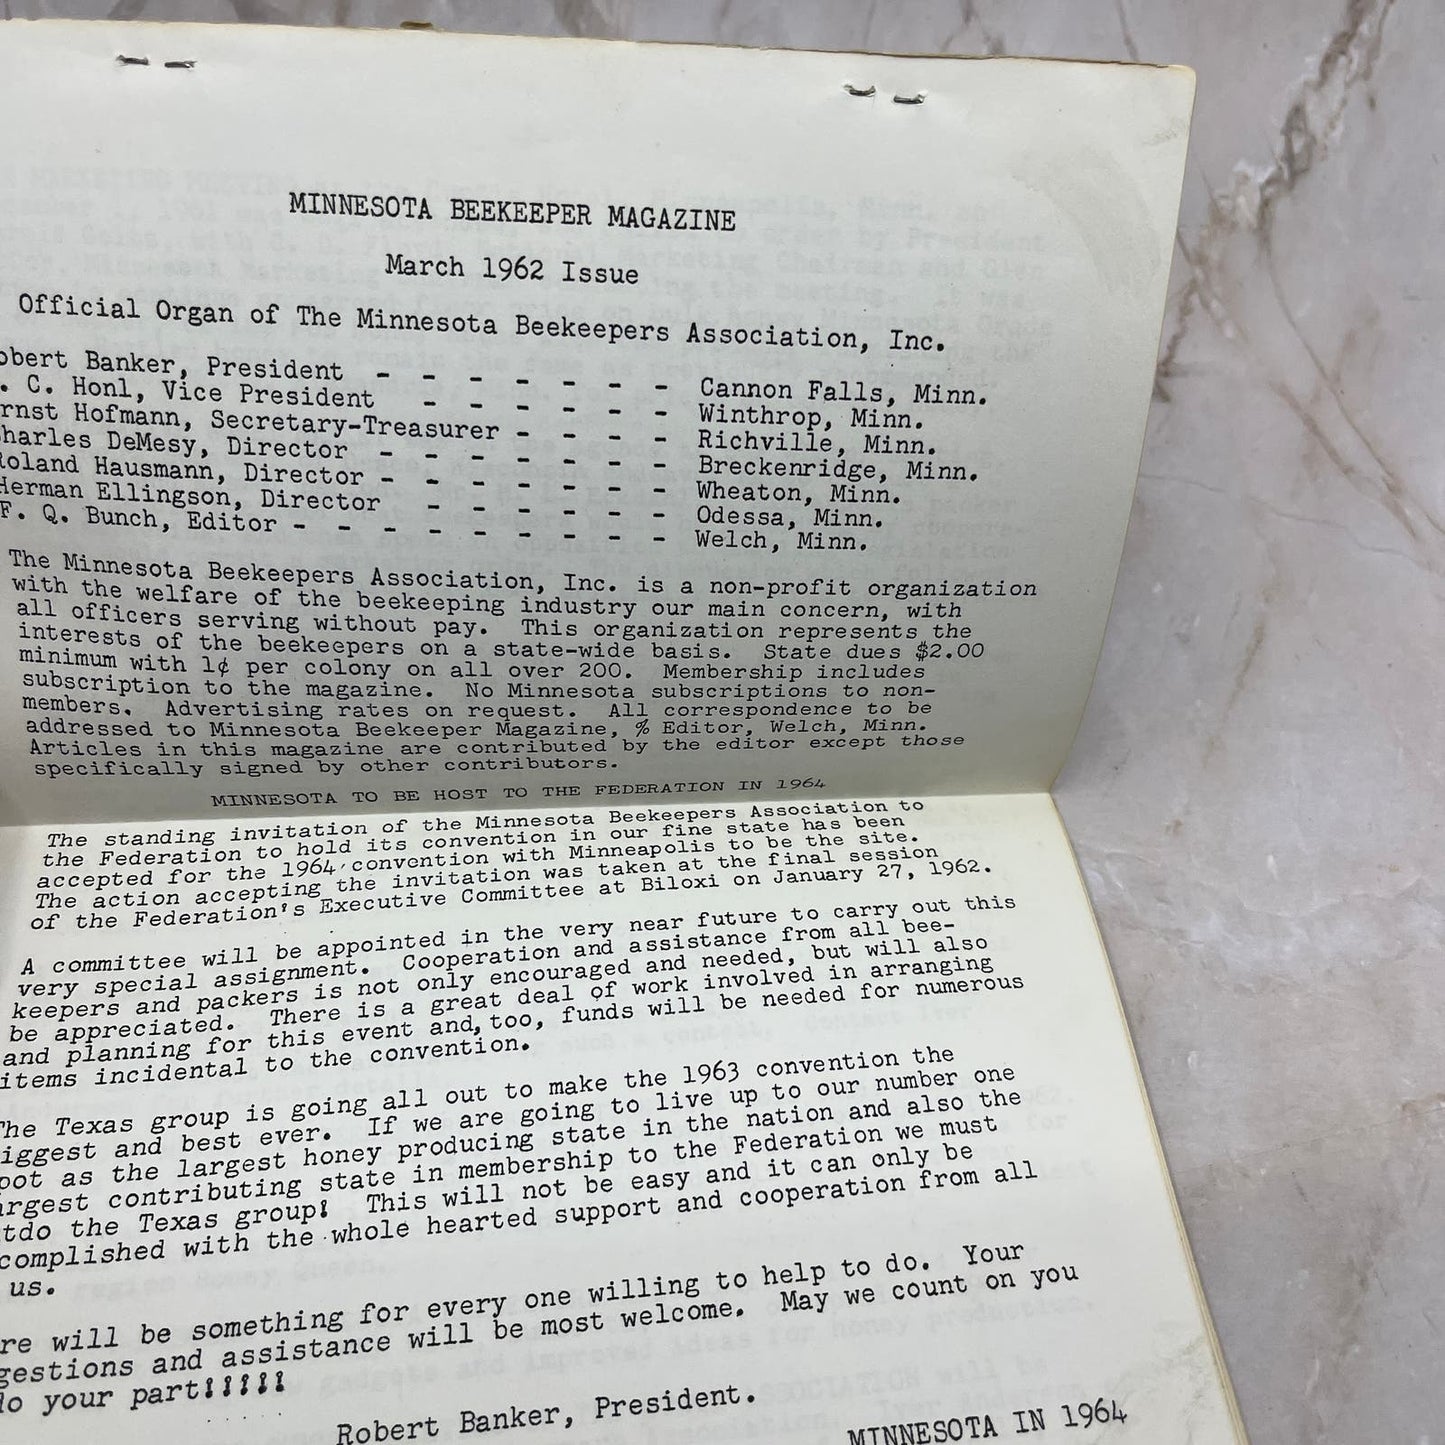 MINNESOTA BEEKEEPER MAGAZINE
March 1962 Issue
Official Organ of The Minnesota Beekeepers Association, Inc.
obert Banker, President - - - - - - - Cannon Falls, Minn.
. C. Honl, Vice President - - - - - - Winthrop, Minn.
rnst Hofmann, Secretary-Treasurer - - - - Richville, Minn.
harles DeMesy, Director - - - - - - - Breckenridge, Minn.
Roland Hausmann, Director - - - - - - - Wheaton, Minn.
Herman Ellingson, Director - - - - - - Odessa, Minn.
F. Q. Bunch, Editor - - - - - - - - - Welch, Minn.
The Minnesota Beekeepers Association, Inc. is a non-profit organization
with the welfare of the beekeeping industry our main concern, with
all officers serving without pay. This organization represents the
interests of the beekeepers on a state-wide basis. State dues $2.00
minimum with 1¢ per colony on all over 200. Membership includes
subscription to the magazine. No Minnesota subscriptions to non-
members. Advertising rates on request. All correspondence to be
addressed to Minnesota Beekeeper Magazine, % Editor, Welch, Minn.
Articles in this magazine are contributed by the editor except those
specifically signed by other contributors.
MINNESOTA TO BE HOST TO THE FEDERATION IN 1964
The standing invitation of the Minnesota Beekeepers Association to
the Federation to hold its convention in our fine state has been
accepted for the 1964 convention with Minneapolis to be the site.
The action accepting the invitation was taken at the final session
of the Federation's Executive Committee at Biloxi on January 27, 1962.
A committee will be appointed in the very near future to carry out this
very special assignment. Cooperation and assistance from all bee-
keepers and packers is not only encouraged and needed, but will also
be appreciated. There is a great deal of work involved in arranging
and planning for this event and, too, funds will be needed for numerous
items incidental to the convention.
The Texas group is going all out to make the 1963 convention the
iggest and best ever. If we are going to live up to our number one
pot as the largest honey producing state in the nation and also the
argest contributing state in membership to the Federation we must
tdo the Texas group! This will not be easy and it can only be
complished with the whole hearted support and cooperation from all
us.
re will be something for every one willing to help to do. Your
gestions and assistance will be most welcome. May we count on you
do your part!!!!!
Robert Banker, President.
MINNESOTA IN 1964